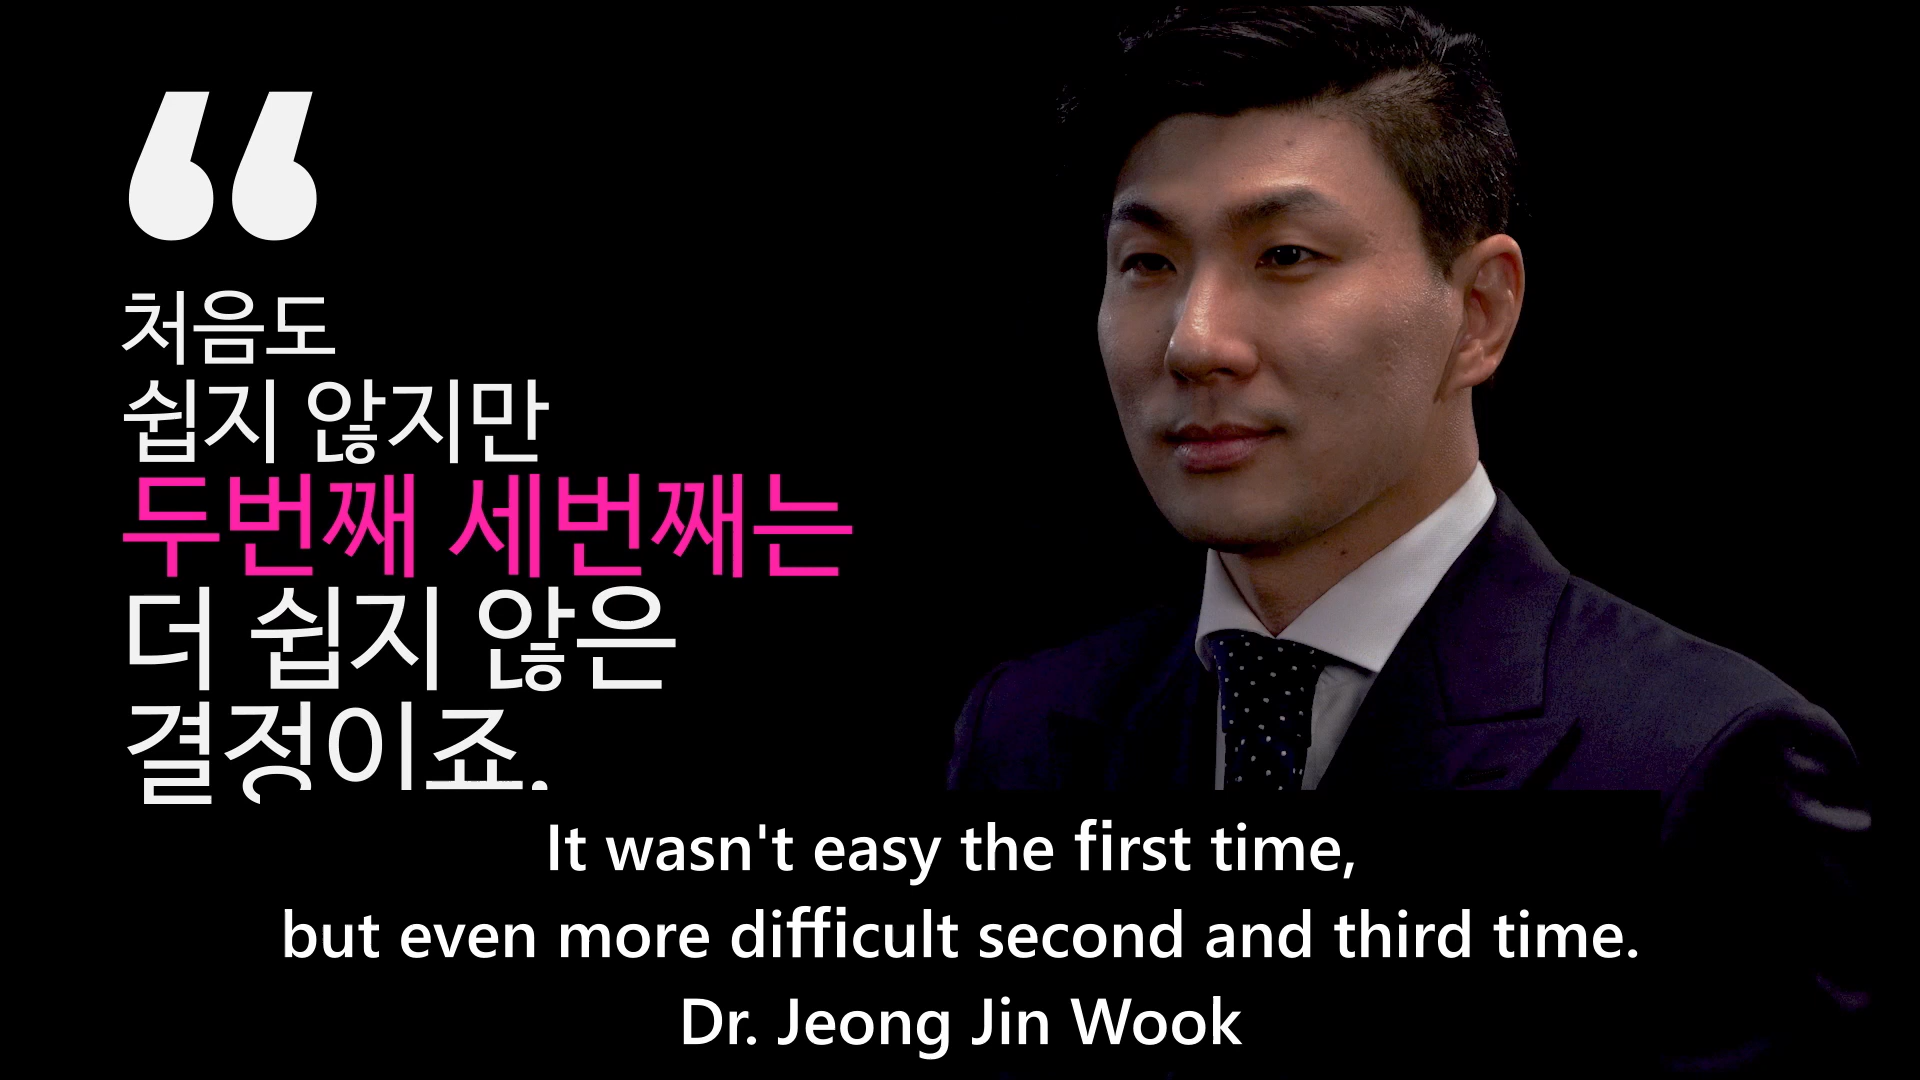 “
처음도
쉽지 않지만
두번째 세번째는
더 쉽지 않은
결정이죠.
It wasn't easy the first time,
but even more difficult second and third time.
Dr. Jeong Jin Wook